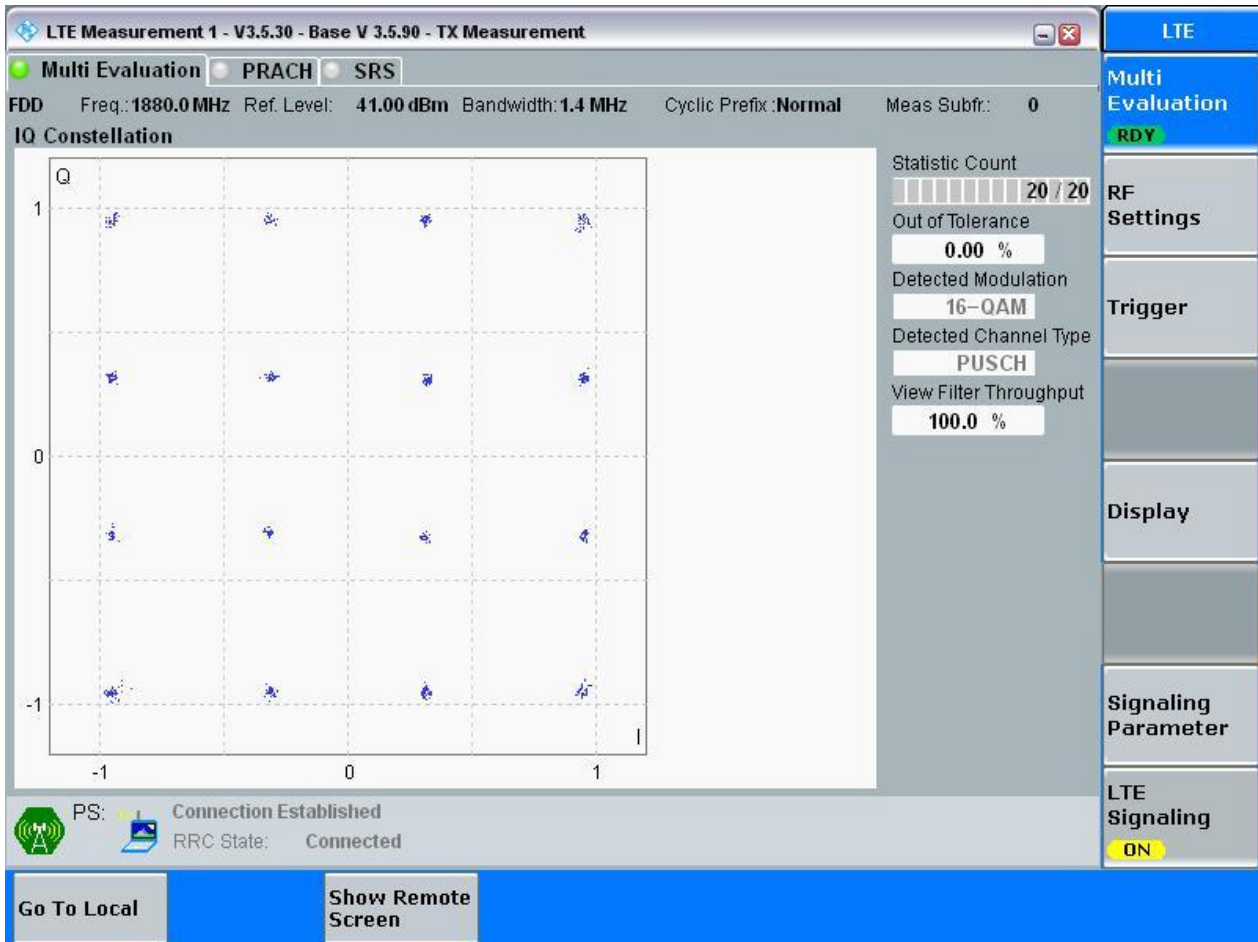 LTE Measurement 1 - V3.5.30 - Base V 3.5.90 - TX Measurement
Multi Evaluation PRACH SRS
FDD Freq.: 1880.0 MHz Ref. Level: 41.00 dBm Bandwidth: 1.4 MHz Cyclic Prefix :Normal Meas Subfr.: 0
IQ Constellation
Q
1
0
-1
I
-1 0 1
Statistic Count
20 / 20
Out of Tolerance
0.00 %
Detected Modulation
16-QAM
Detected Channel Type
PUSCH
View Filter Throughput
100.0 %
PS: Connection Established
RRC State: Connected
LTE
Multi
Evaluation
RDY
RF
Settings
Trigger
Display
Signaling
Parameter
LTE
Signaling
ON
Go To Local
Show Remote
Screen